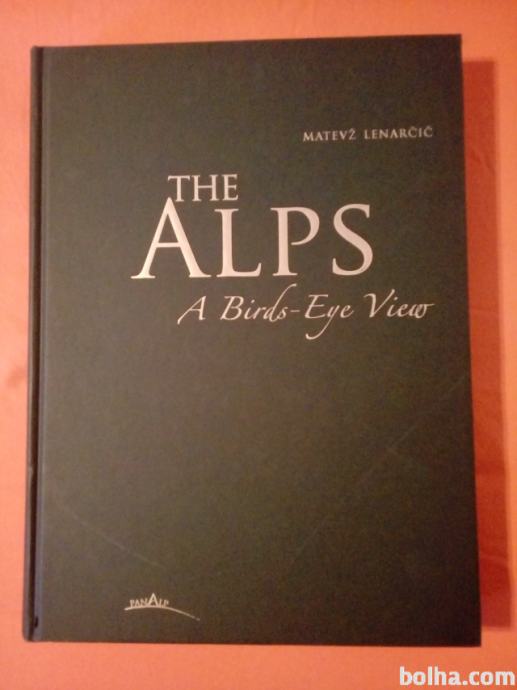 MATEVŽ LENARČIČ
THE
ALPS
A Birds-Eye View
PANALP
bolha.com